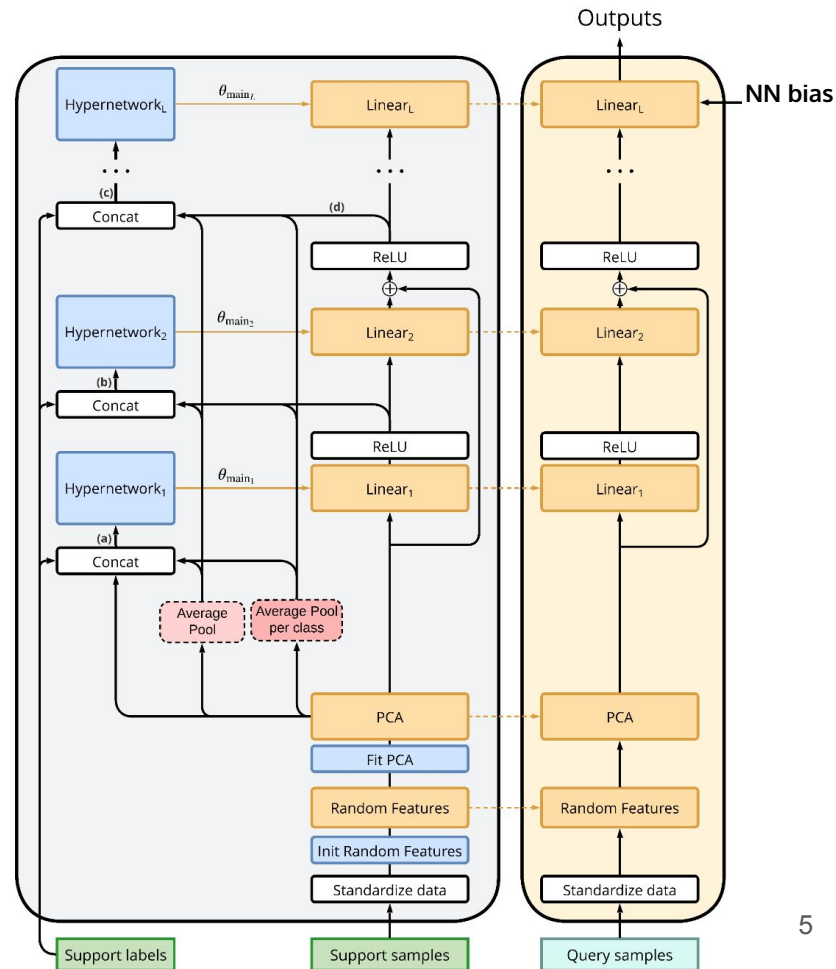 Outputs
Hypernetwork_L
θ_main_L
Linear_L
Linear_L
NN bias
...
...
...
(c)
(d)
Concat
ReLU
ReLU
+
+
Hypernetwork_2
θ_main_2
Linear_2
Linear_2
(b)
Concat
ReLU
ReLU
Hypernetwork_1
θ_main_1
Linear_1
Linear_1
(a)
Concat
Average
Pool
Average Pool
per class
PCA
PCA
Fit PCA
Random Features
Random Features
Init Random Features
Standardize data
Standardize data
5
Support labels
Support samples
Query samples